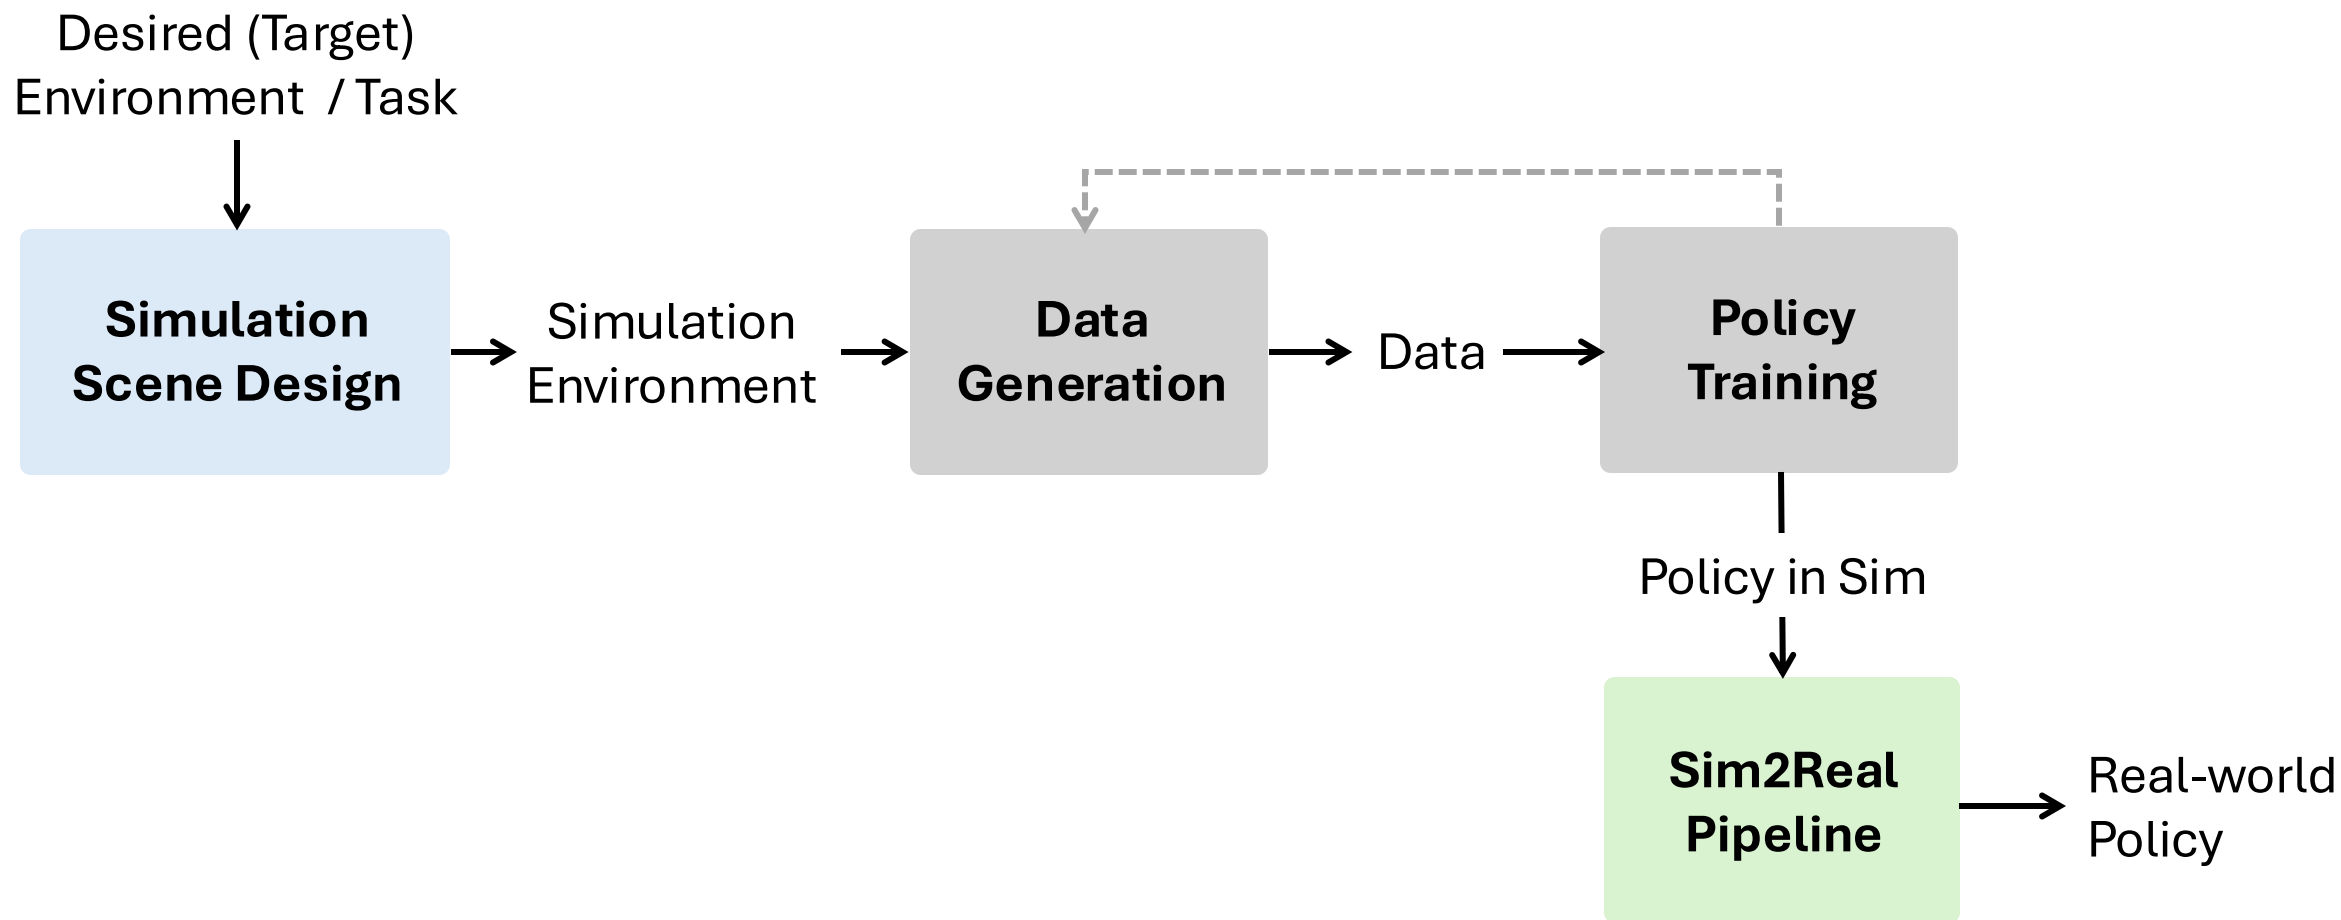 Desired (Target)
Environment / Task
Simulation
Scene Design
Simulation
Environment
Data
Generation
Data
Policy
Training
Policy in Sim
Sim2Real
Pipeline
Real-world
Policy